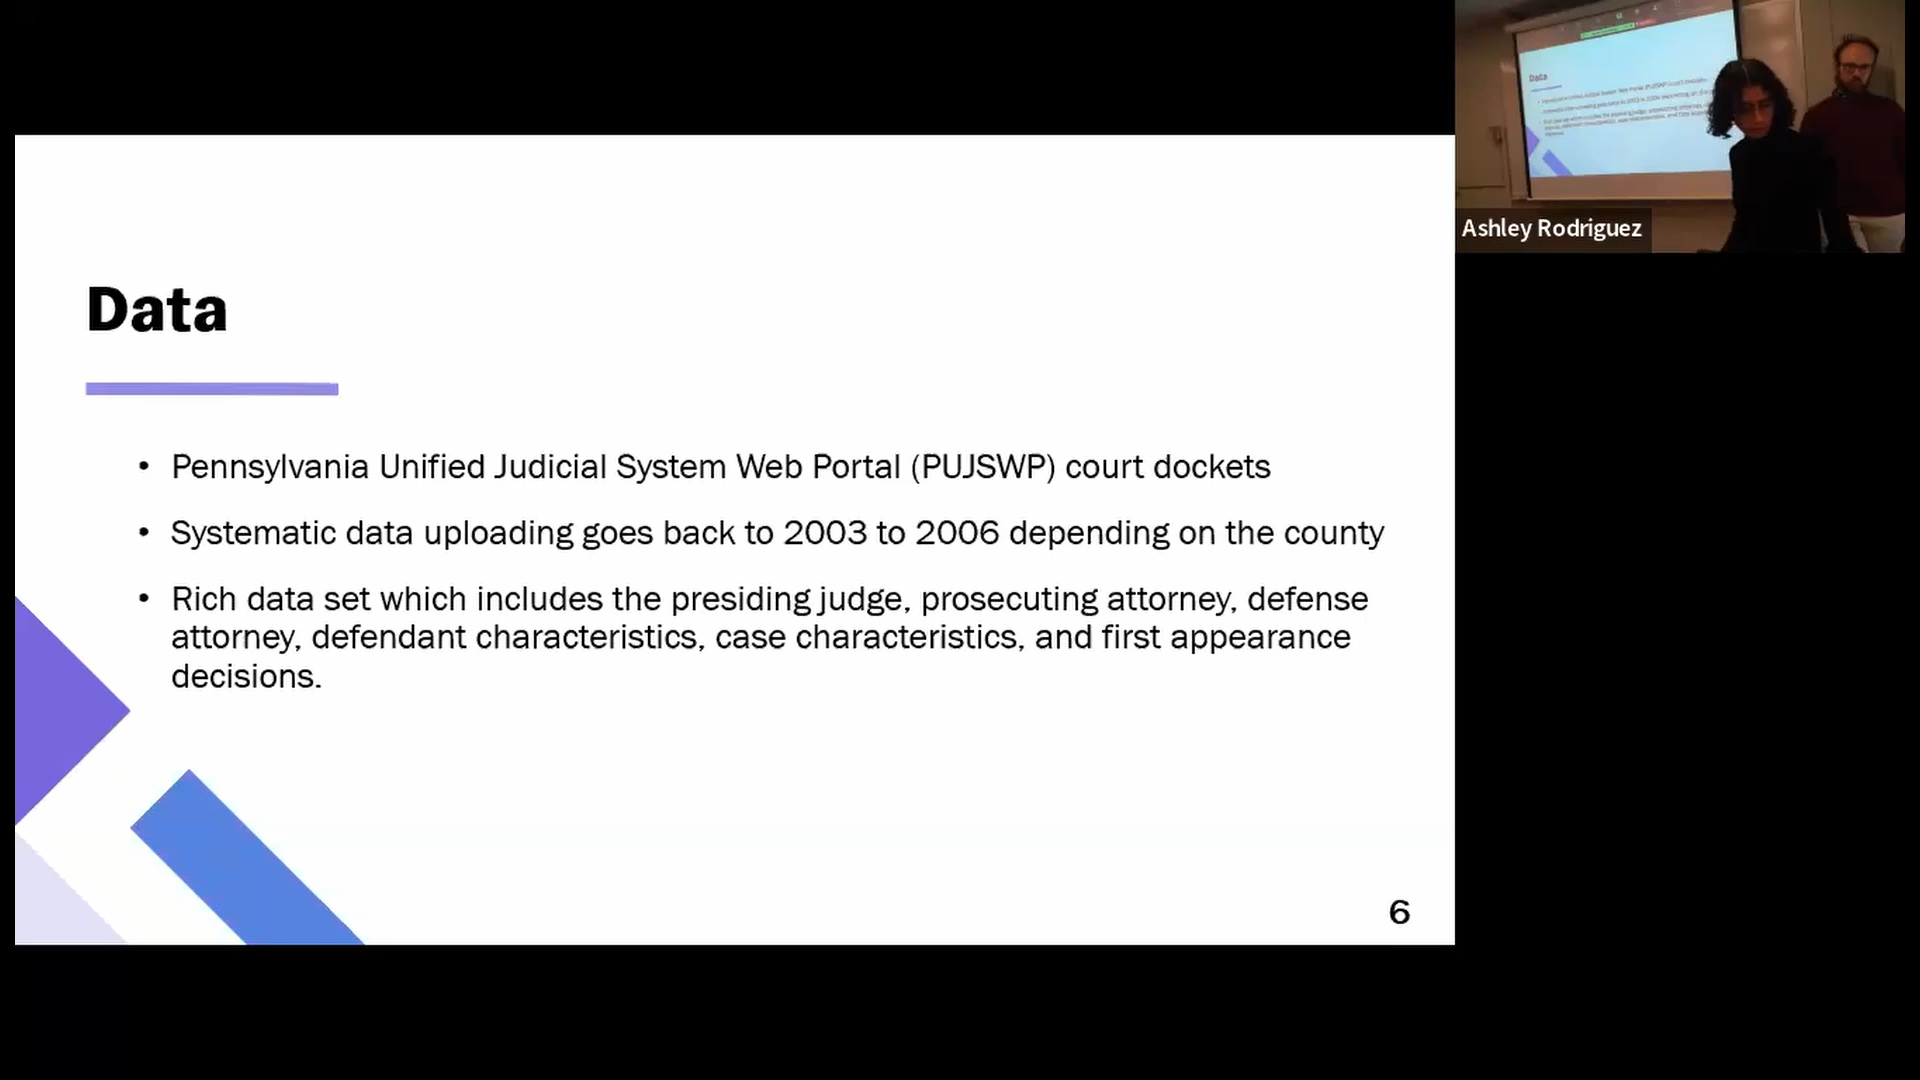 Data
• Pennsylvania Unified Judicial System Web Portal (PUJSWP) court dockets
• Systematic data uploading goes back to 2003 to 2006 depending on the county
• Rich data set which includes the presiding judge, prosecuting attorney, defense
attorney, defendant characteristics, case characteristics, and first appearance
decisions.
6
Data
Ashley Rodriguez